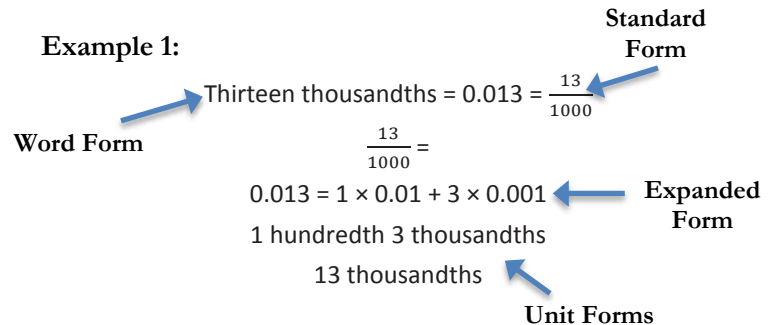 Standard
Form
Example 1:
Thirteen thousandths = 0.013 = 13/1000
Word Form
13/1000 =
0.013 = 1 × 0.01 + 3 × 0.001
Expanded
Form
1 hundredth 3 thousandths
13 thousandths
Unit Forms